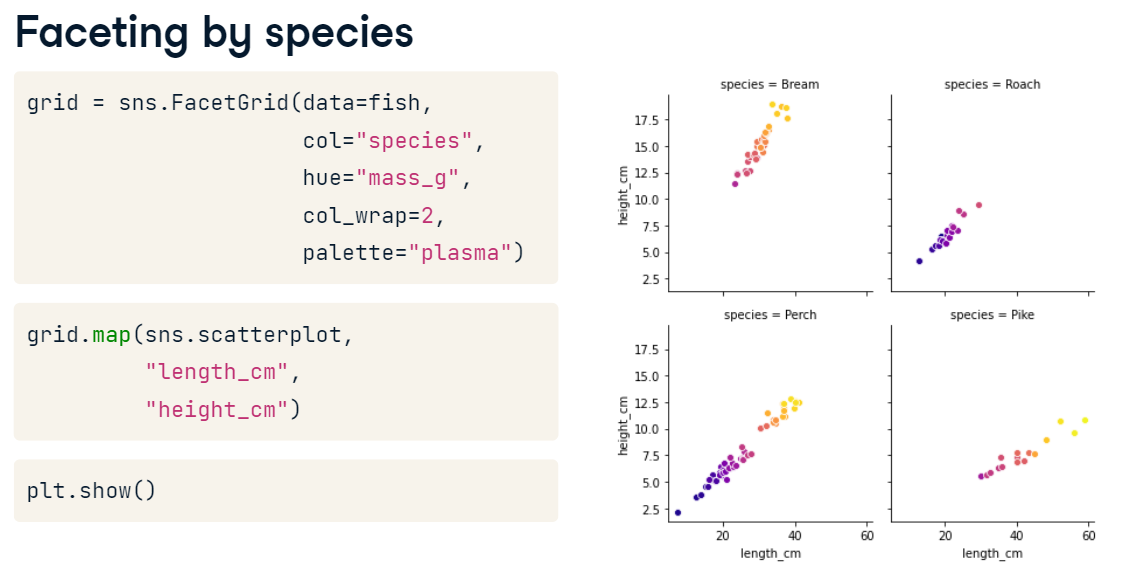 Faceting by species
grid = sns.FacetGrid(data=fish,
                     col="species",
                     hue="mass_g",
                     col_wrap=2,
                     palette="plasma")
grid.map(sns.scatterplot,
         "length_cm",
         "height_cm")
plt.show()
species = Bream
species = Roach
height_cm
17.5
15.0
12.5
10.0
7.5
5.0
2.5
species = Perch
species = Pike
height_cm
17.5
15.0
12.5
10.0
7.5
5.0
2.5
20 40 60
20 40 60
length_cm
length_cm